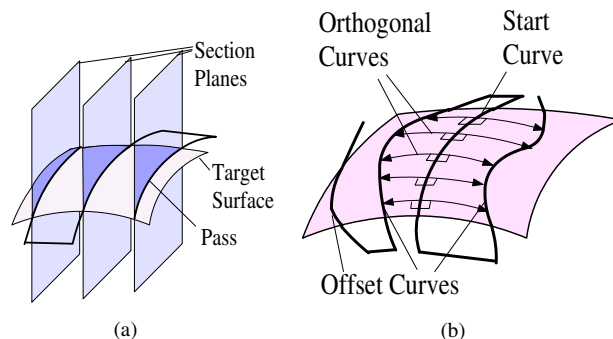 Section
Planes
Target
Surface
Pass
(a)
Orthogonal
Curves
Start
Curve
Offset Curves
(b)